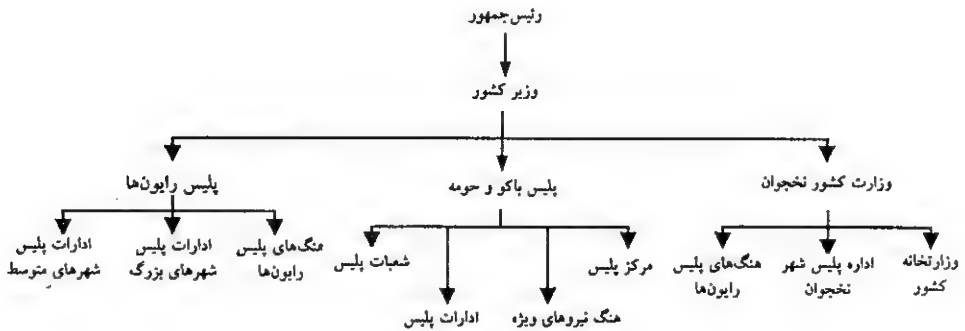 رئیس‌جمهور
وزیر کشور
وزارت کشور نخجوان
پلیس باکو و حومه
پلیس رایون‌ها
وزارتخانه
کشور
اداره پلیس شهر
نخجوان
هنگ‌های پلیس
رایون‌ها
مرکز پلیس
هنگ نیروهای ویژه
ادارات پلیس
شعبات پلیس
هنگ‌های پلیس
رایون‌ها
ادارات پلیس
شهرهای بزرگ
ادارات پلیس
شهرهای متوسط